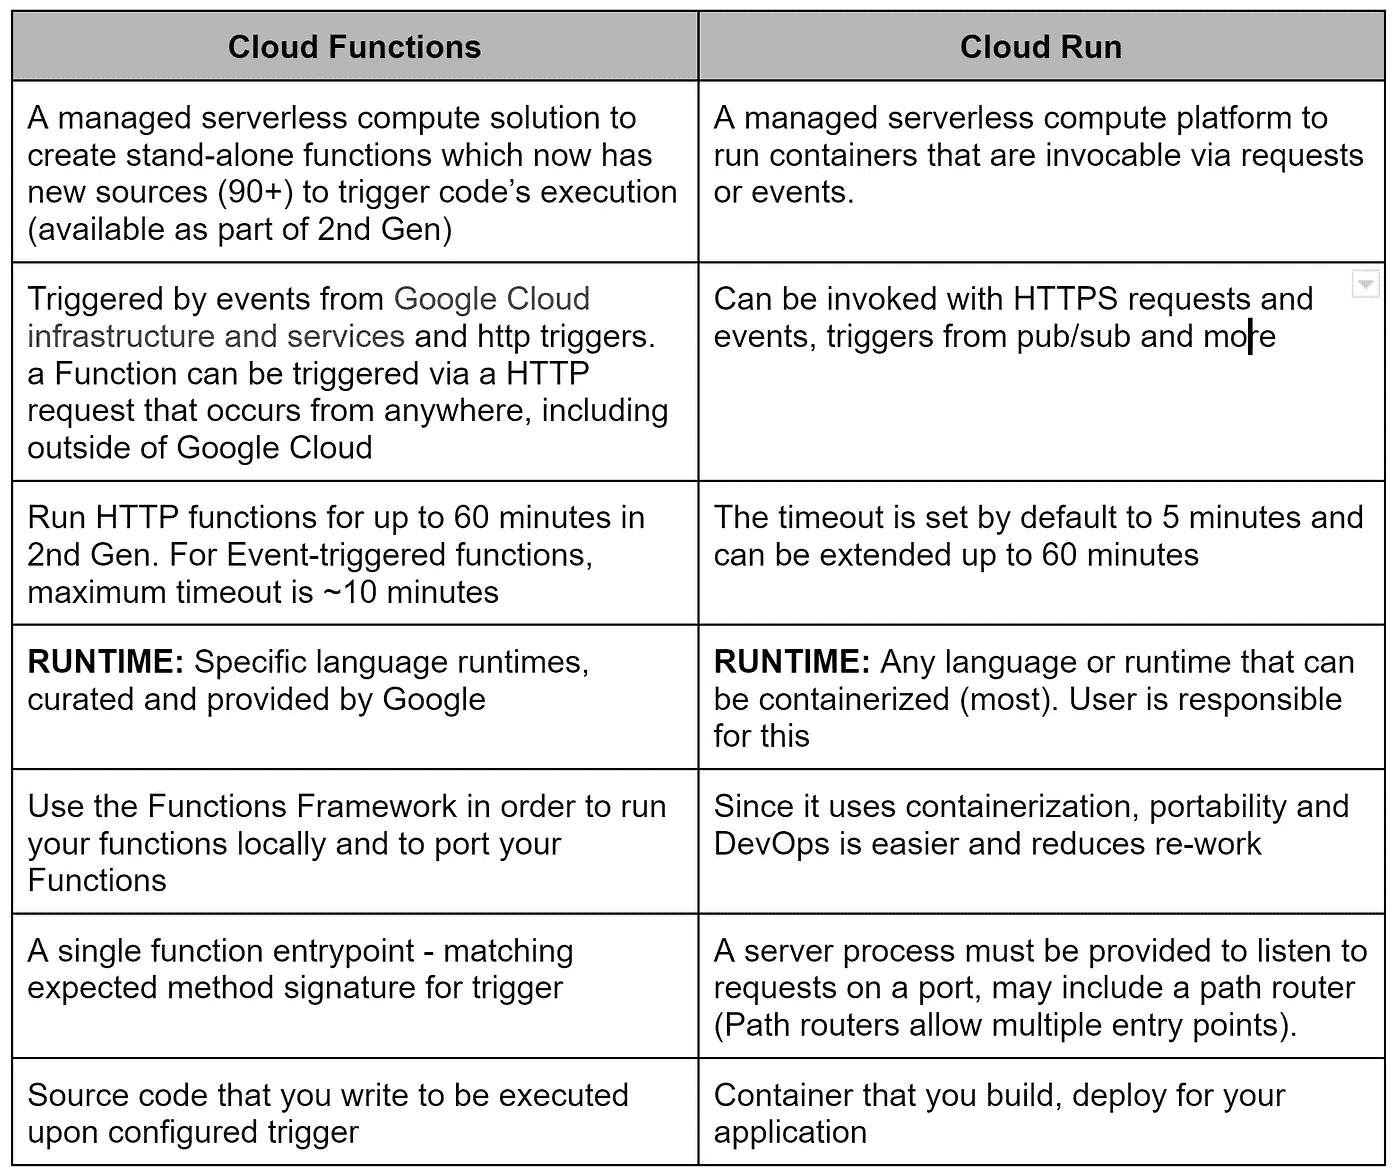 Cloud Functions
Cloud Run
A managed serverless compute solution to
create stand-alone functions which now has
new sources (90+) to trigger code’s execution
(available as part of 2nd Gen)
A managed serverless compute platform to
run containers that are invocable via requests
or events.
Triggered by events from Google Cloud
infrastructure and services and http triggers.
a Function can be triggered via a HTTP
request that occurs from anywhere, including
outside of Google Cloud
Can be invoked with HTTPS requests and
events, triggers from pub/sub and more
Run HTTP functions for up to 60 minutes in
2nd Gen. For Event-triggered functions,
maximum timeout is ~10 minutes
The timeout is set by default to 5 minutes and
can be extended up to 60 minutes
RUNTIME: Specific language runtimes,
curated and provided by Google
RUNTIME: Any language or runtime that can
be containerized (most). User is responsible
for this
Use the Functions Framework in order to run
your functions locally and to port your
Functions
Since it uses containerization, portability and
DevOps is easier and reduces re-work
A single function entrypoint - matching
expected method signature for trigger
A server process must be provided to listen to
requests on a port, may include a path router
(Path routers allow multiple entry points).
Source code that you write to be executed
upon configured trigger
Container that you build, deploy for your
application